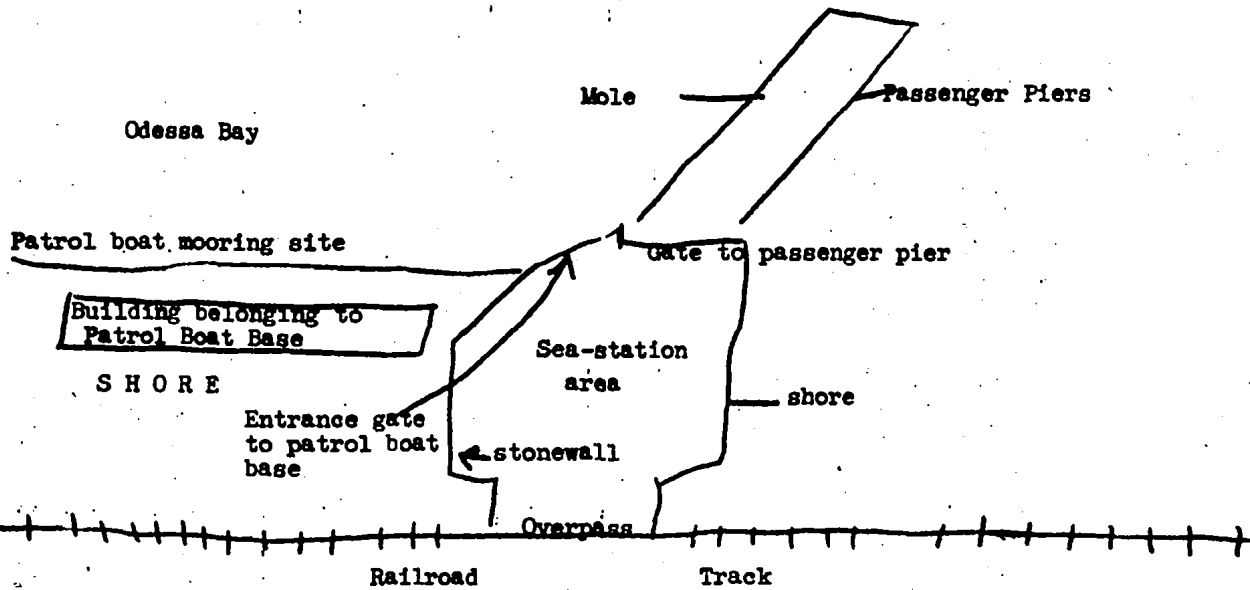 Mole
Passenger Piers
Odessa Bay
Patrol boat mooring site
Gate to passenger pier
Building belonging to
Patrol Boat Base
Sea-station
area
SHORE
shore
Entrance gate
to patrol boat
base
stonewall
Overpass
Railroad Track